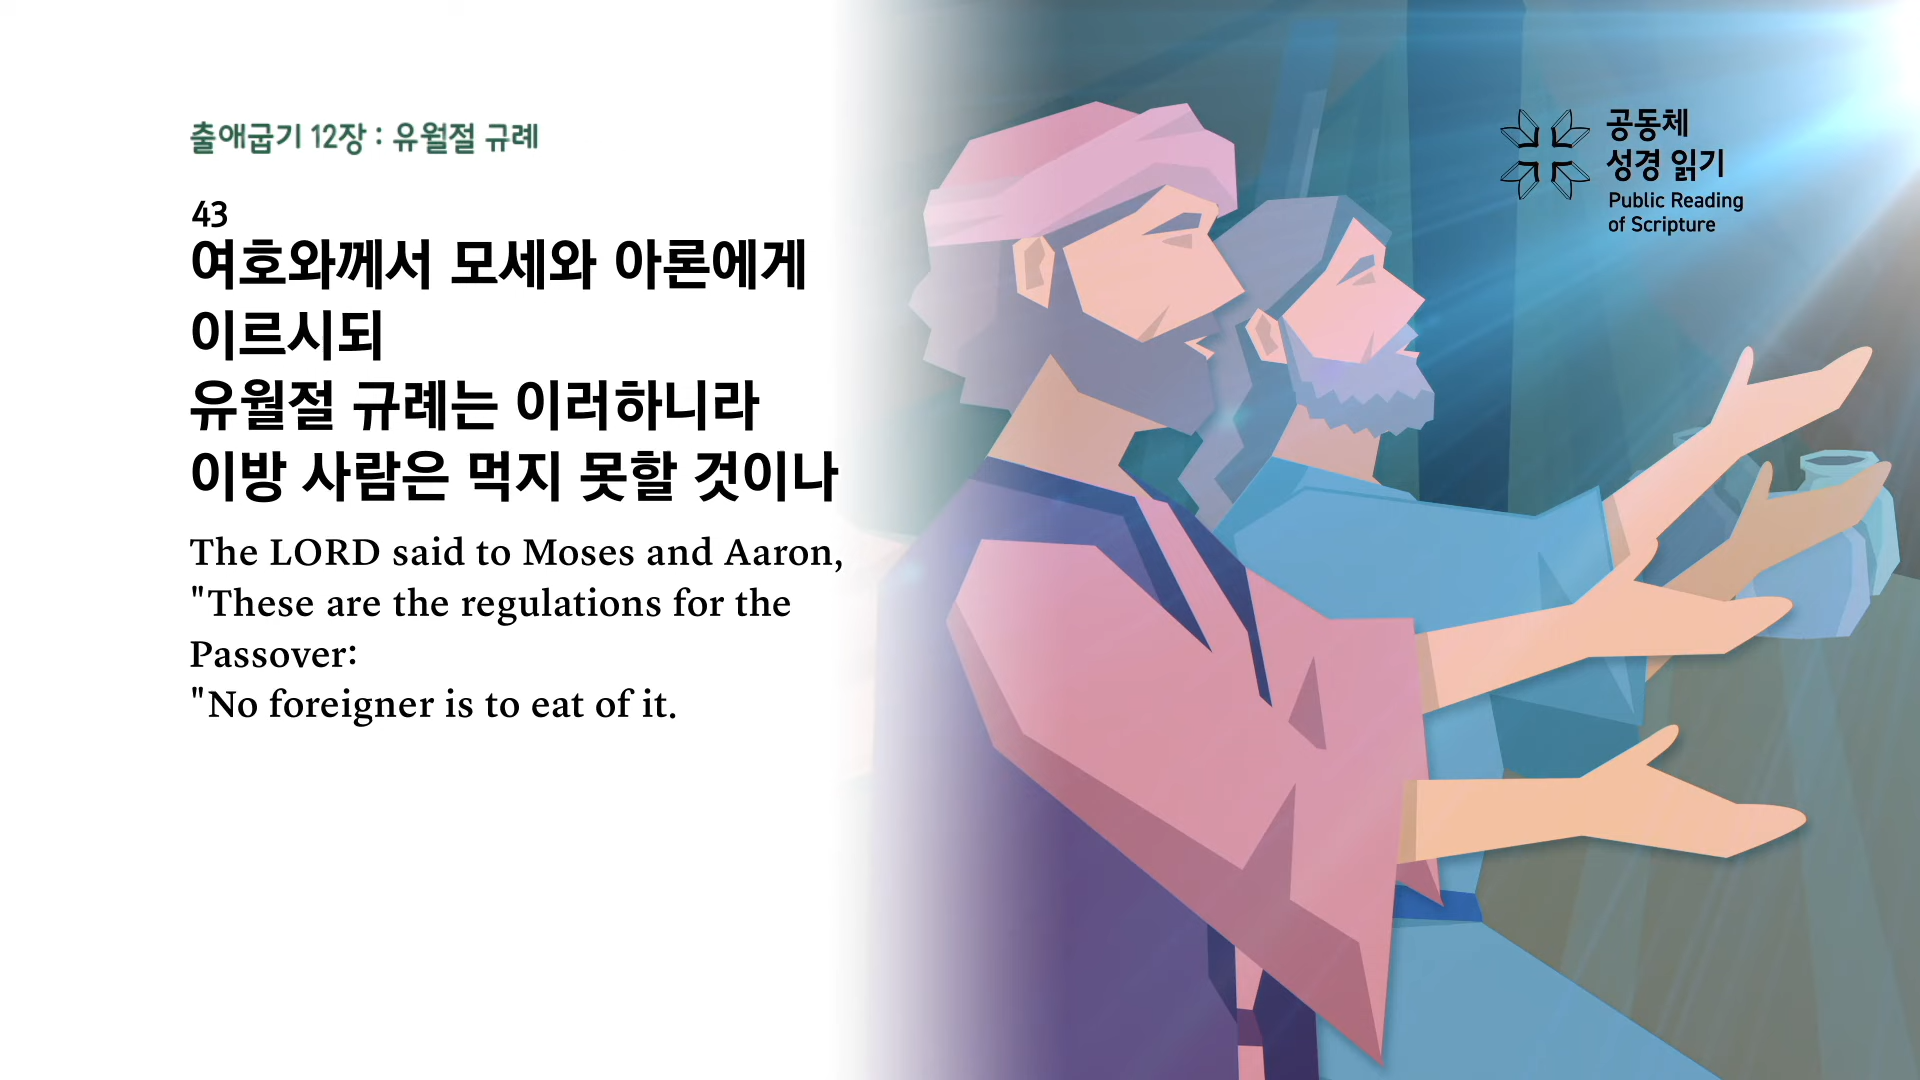 출애굽기 12장 : 유월절 규례
43
여호와께서 모세와 아론에게
이르시되
유월절 규례는 이러하니라
이방 사람은 먹지 못할 것이나
The LORD said to Moses and Aaron,
"These are the regulations for the
Passover:
"No foreigner is to eat of it.
공동체
성경 읽기
Public Reading
of Scripture